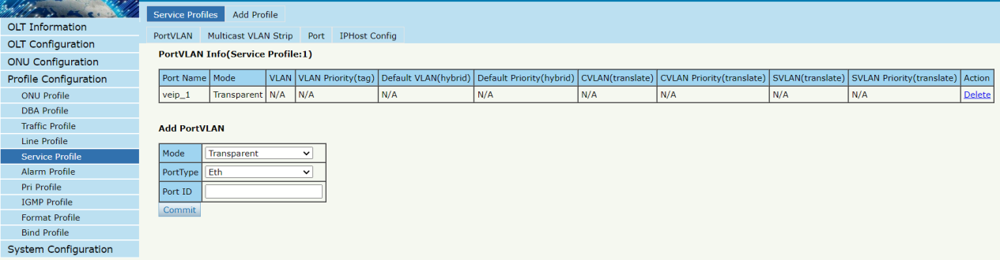 Service Profiles Add Profile
OLT Information
OLT Configuration
ONU Configuration
Profile Configuration
ONU Profile
DBA Profile
Traffic Profile
Line Profile
Service Profile
Alarm Profile
Pri Profile
IGMP Profile
Format Profile
Bind Profile
System Configuration
PortVLAN Multicast VLAN Strip Port IPHost Config
PortVLAN Info(Service Profile:1)
Port Name Mode VLAN VLAN Priority(tag) Default VLAN(hybrid) Default Priority(hybrid) CVLAN(translate) CVLAN Priority(translate) SVLAN(translate) SVLAN Priority(translate) Action
veip_1 Transparent N/A N/A N/A N/A N/A N/A N/A N/A Delete
Add PortVLAN
Mode Transparent
PortType Eth
Port ID
Commit